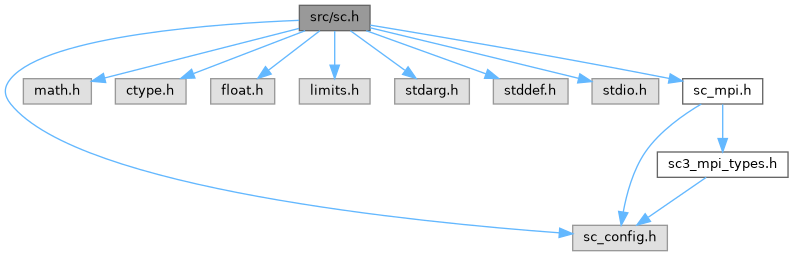 src/sc.h
math.h
ctype.h
float.h
limits.h
stdarg.h
stddef.h
stdio.h
sc_mpi.h
sc3_mpi_types.h
sc_config.h